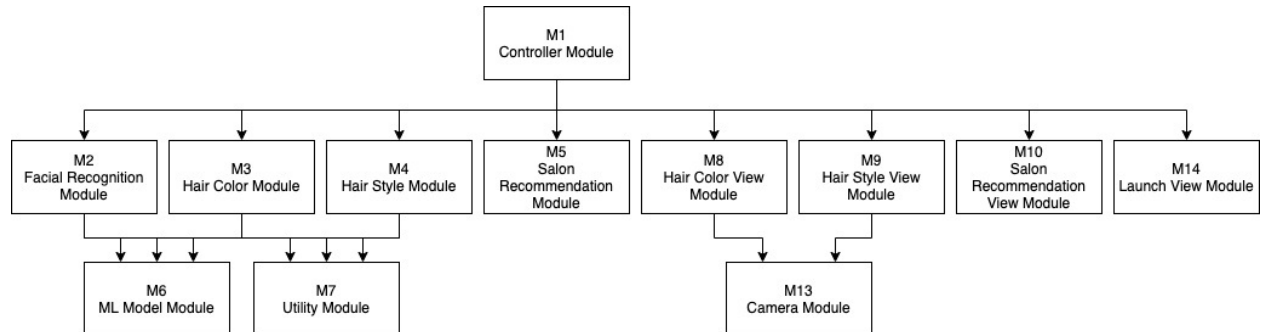 M1
Controller Module
M2
Facial Recognition
Module
M3
Hair Color Module
M4
Hair Style Module
M5
Salon
Recommendation
Module
M8
Hair Color View
Module
M9
Hair Style View
Module
M10
Salon
Recommendation
View Module
M14
Launch View Module
M6
ML Model Module
M7
Utility Module
M13
Camera Module